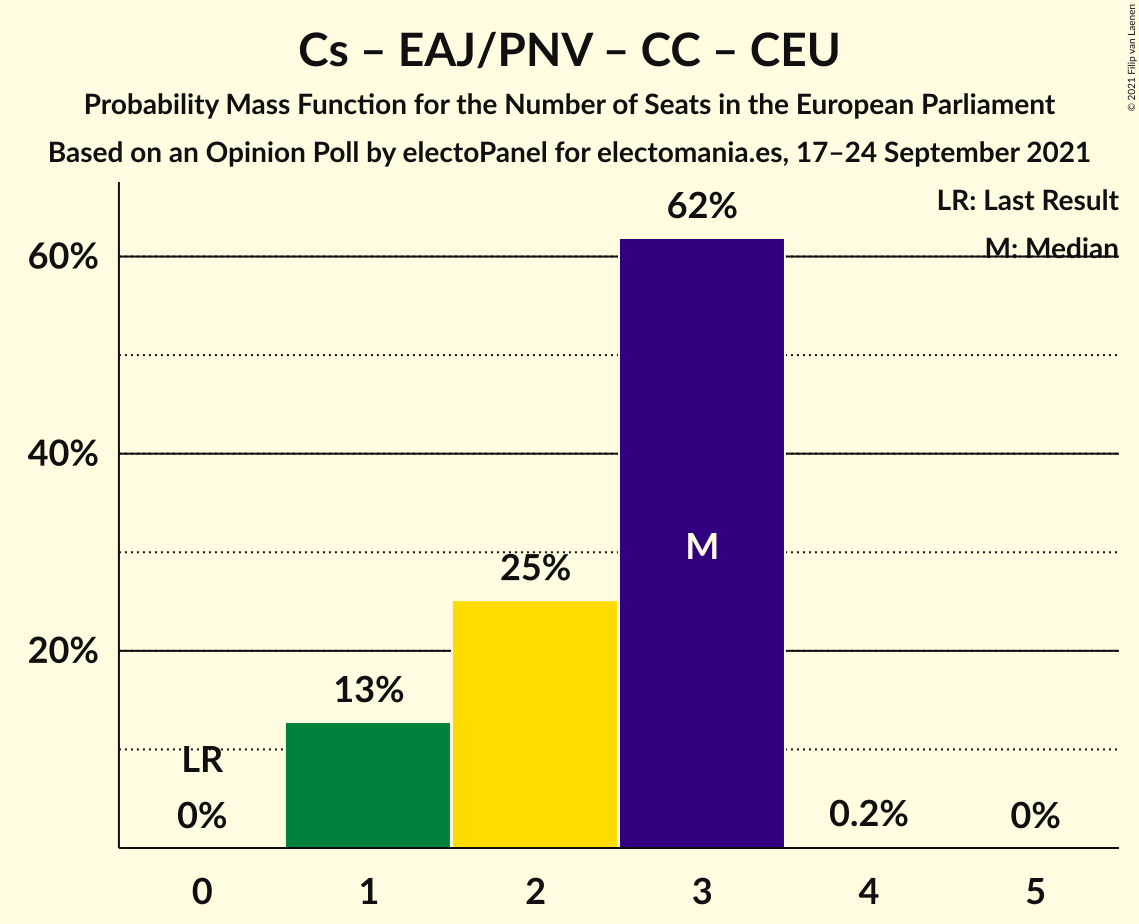 Cs – EAJ/PNV – CC – CEU
Probability Mass Function for the Number of Seats in the European Parliament
Based on an Opinion Poll by electoPanel for electomania.es, 17–24 September 2021
© 2021 Filip van Laenen
LR: Last Result
M: Median
60%
40%
20%
LR
0%
13%
25%
62%
M
0.2%
0%
0 1 2 3 4 5